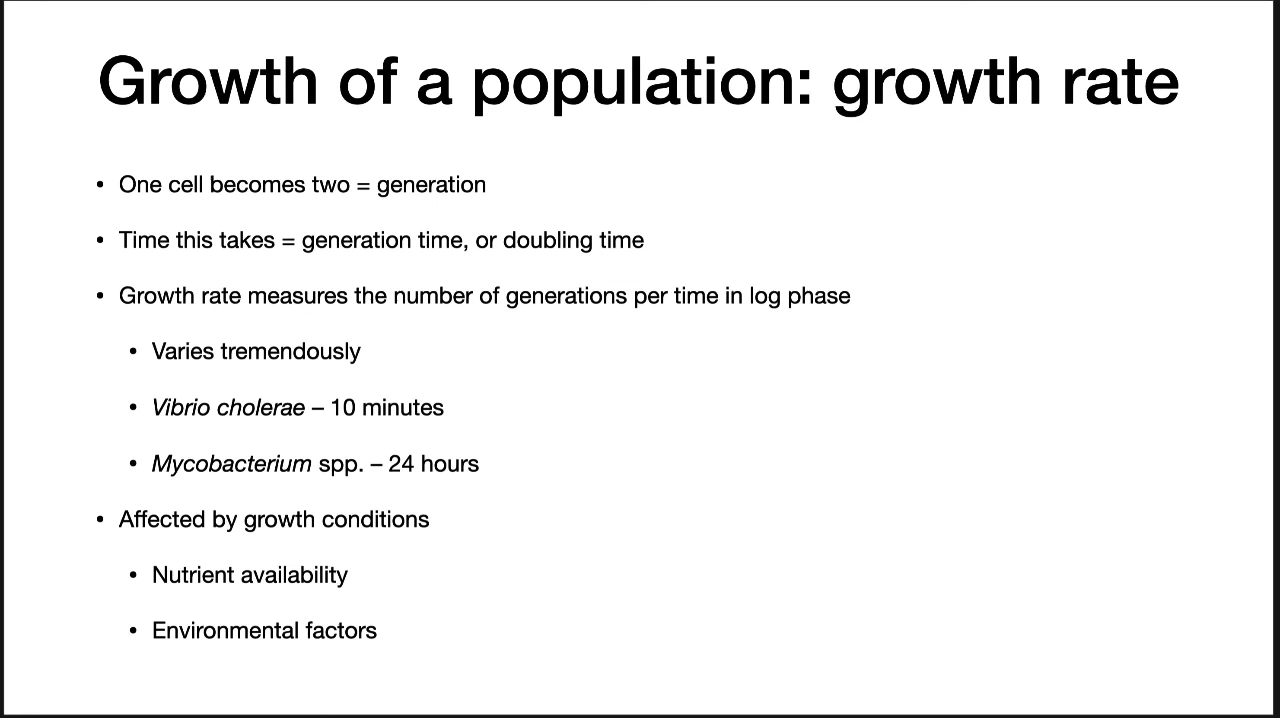 Growth of a population: growth rate
• One cell becomes two = generation
• Time this takes = generation time, or doubling time
• Growth rate measures the number of generations per time in log phase
• Varies tremendously
• Vibrio cholerae – 10 minutes
• Mycobacterium spp. – 24 hours
• Affected by growth conditions
• Nutrient availability
• Environmental factors